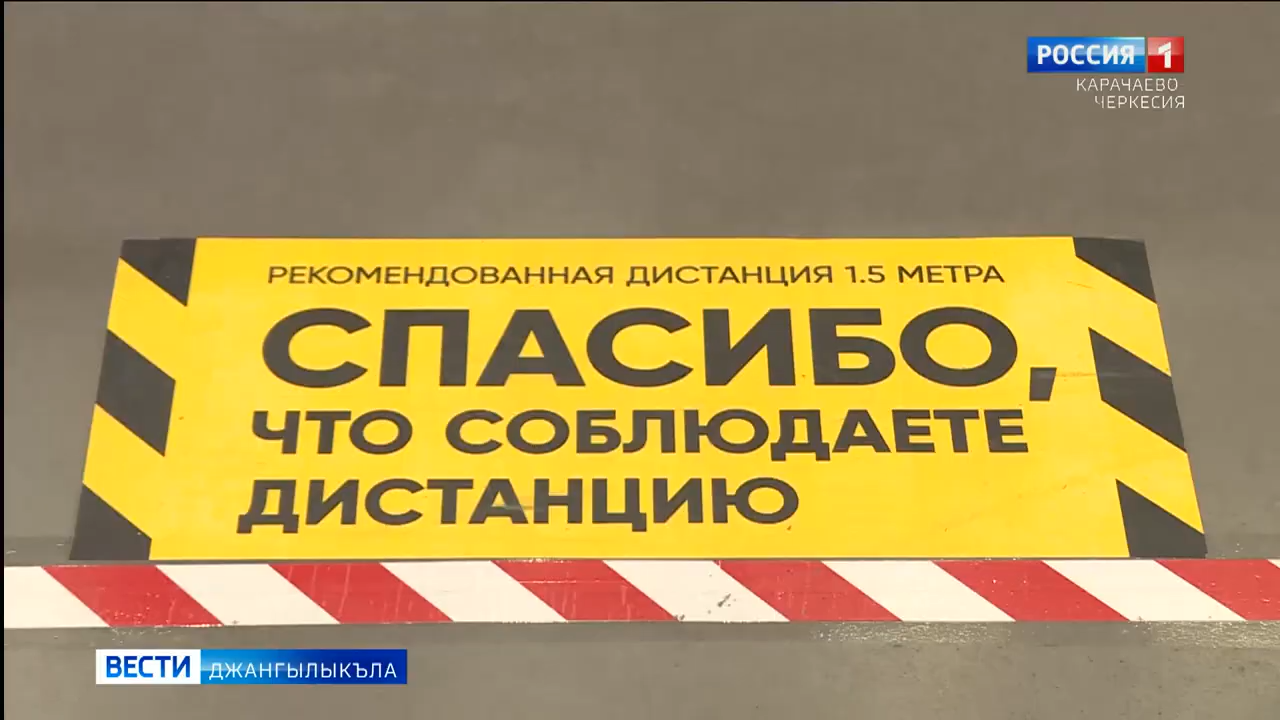 РОССИЯ 1
КАРАЧАЕВО
ЧЕРКЕСИЯ
РЕКОМЕНДОВАННАЯ ДИСТАНЦИЯ 1.5 МЕТРА
СПАСИБО,
ЧТО СОБЛЮДАЕТЕ
ДИСТАНЦИЮ
ВЕСТИ ДЖАНГЫЛЫКЪЛА